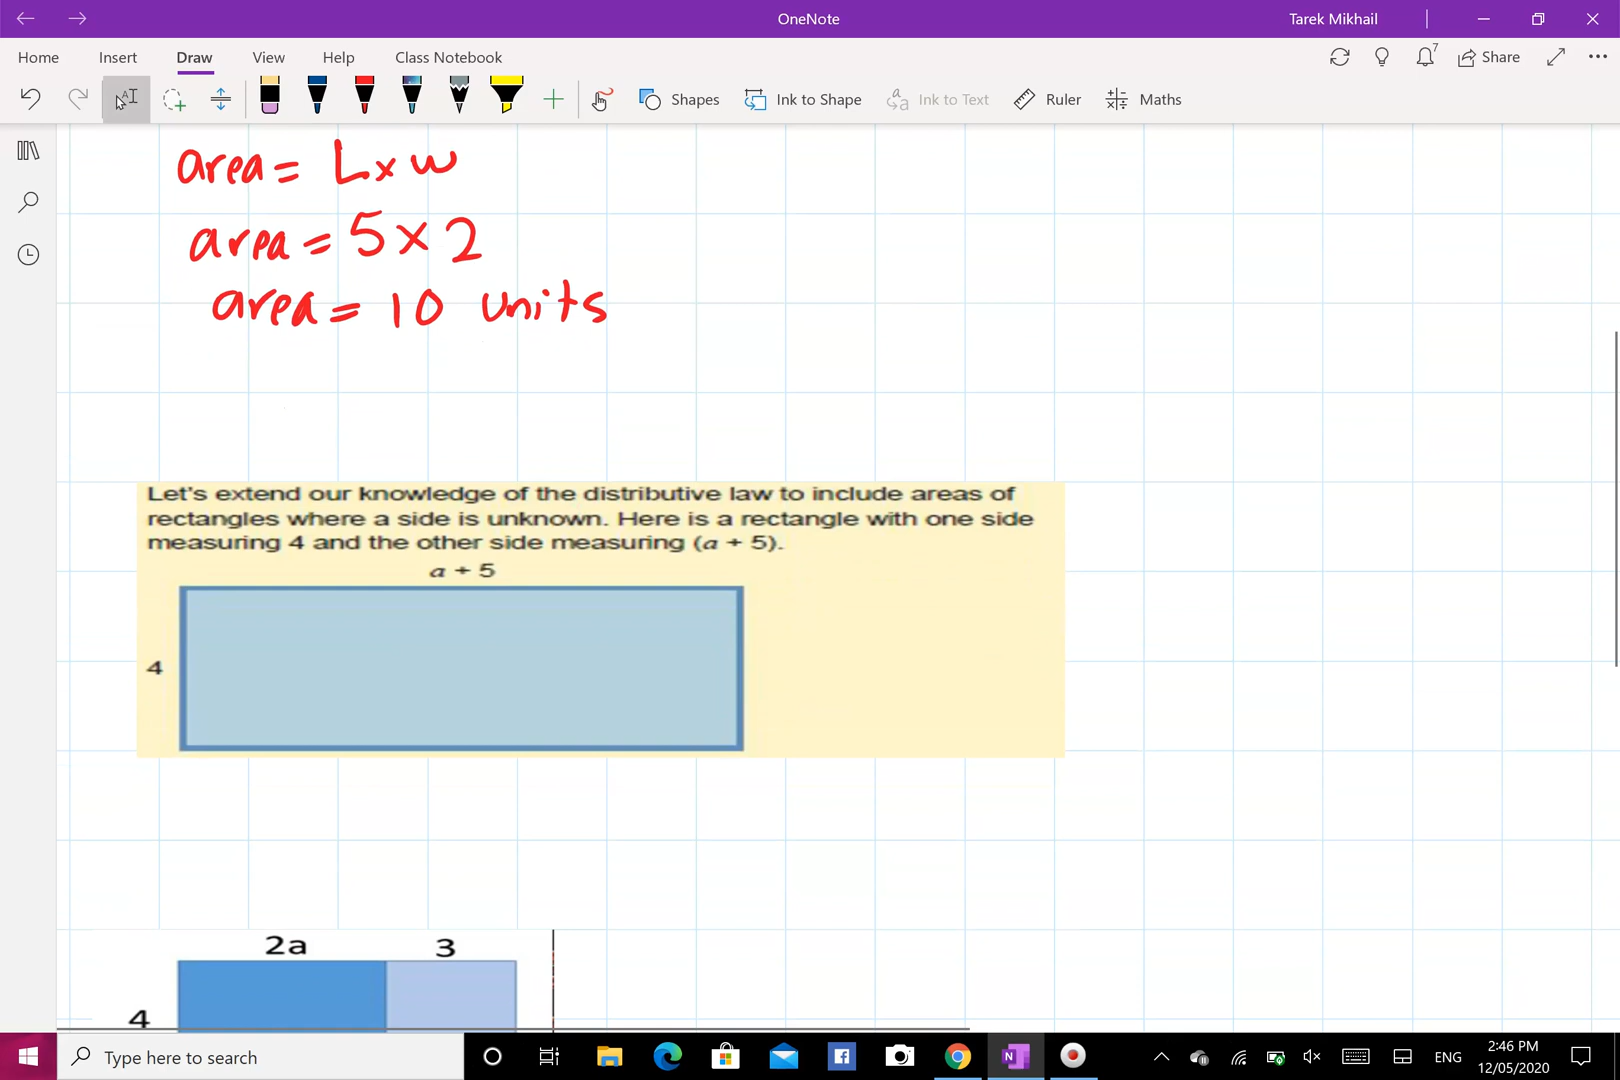 OneNote
Tarek Mikhail
Home Insert Draw View Help Class Notebook
7
Share
Shapes Ink to Shape Ink to Text Ruler Maths
area = L x w
area = 5 x 2
area = 10 units
Let's extend our knowledge of the distributive law to include areas of
rectangles where a side is unknown. Here is a rectangle with one side
measuring 4 and the other side measuring (a + 5).
a + 5
4
2a 3
4
Type here to search
ENG
2:46 PM
12/05/2020